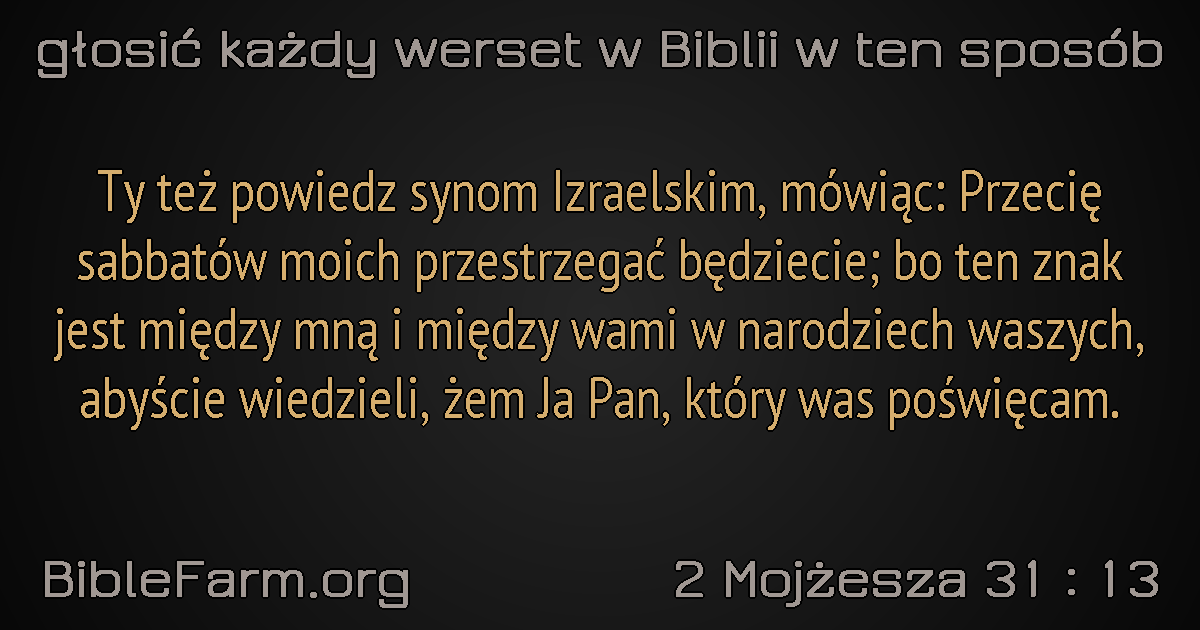 głosić każdy werset w Biblii w ten sposób
Ty też powiedz synom Izraelskim, mówiąc: Przecię
sabbatów moich przestrzegać będziecie; bo ten znak
jest między mną i między wami w narodziech waszych,
abyście wiedzieli, żem Ja Pan, który was poświęcam.
BibleFarm.org
2 Mojżesza 31 : 13